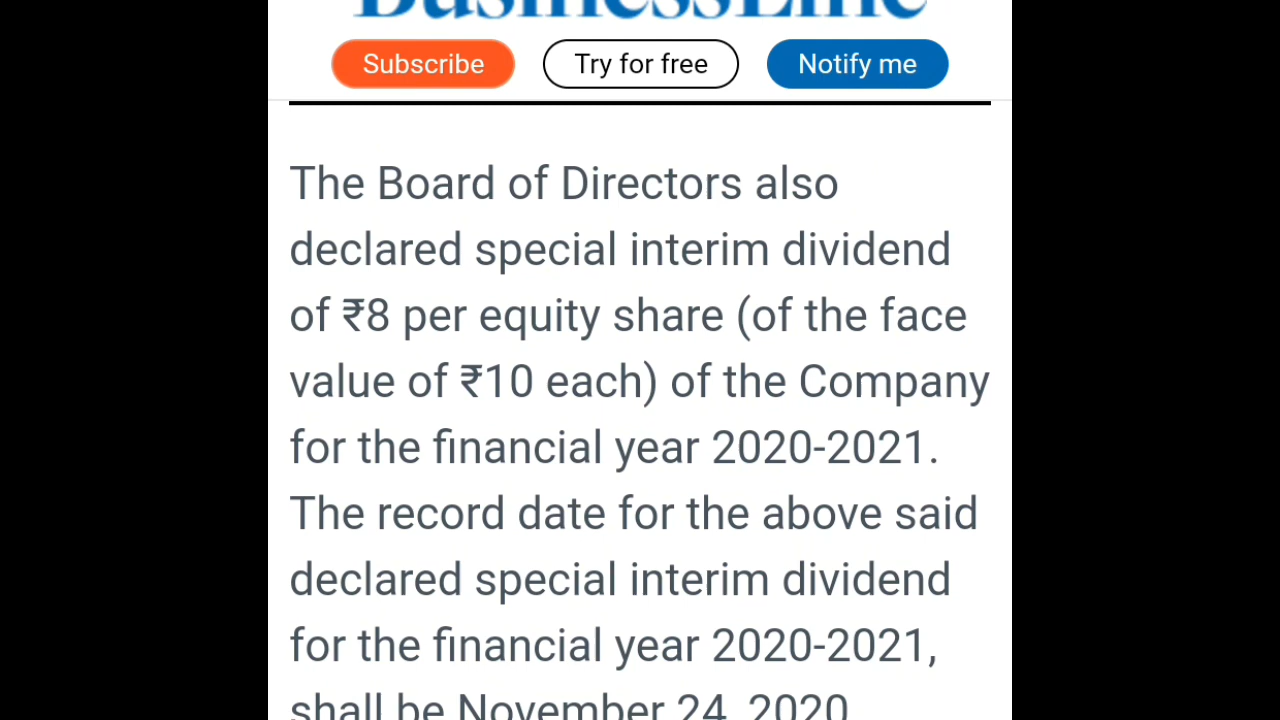 BusinessLine
Subscribe Try for free Notify me
The Board of Directors also
declared special interim dividend
of ₹8 per equity share (of the face
value of ₹10 each) of the Company
for the financial year 2020-2021.
The record date for the above said
declared special interim dividend
for the financial year 2020-2021,
shall be November 24, 2020